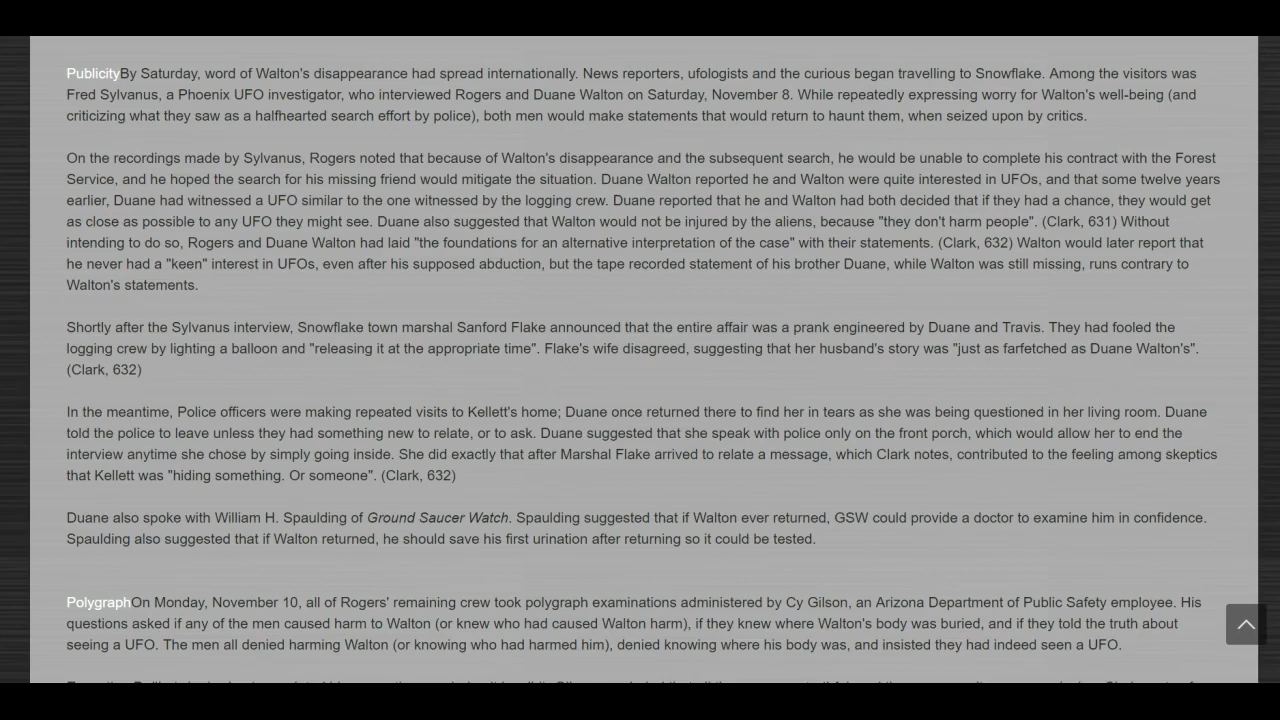 PublicityBy Saturday, word of Walton's disappearance had spread internationally. News reporters, ufologists and the curious began travelling to Snowflake. Among the visitors was
Fred Sylvanus, a Phoenix UFO investigator, who interviewed Rogers and Duane Walton on Saturday, November 8. While repeatedly expressing worry for Walton's well-being (and
criticizing what they saw as a halfhearted search effort by police), both men would make statements that would return to haunt them, when seized upon by critics.
On the recordings made by Sylvanus, Rogers noted that because of Walton's disappearance and the subsequent search, he would be unable to complete his contract with the Forest
Service, and he hoped the search for his missing friend would mitigate the situation. Duane Walton reported he and Walton were quite interested in UFOs, and that some twelve years
earlier, Duane had witnessed a UFO similar to the one witnessed by the logging crew. Duane reported that he and Walton had both decided that if they had a chance, they would get
as close as possible to any UFO they might see. Duane also suggested that Walton would not be injured by the aliens, because "they don't harm people". (Clark, 631) Without
intending to do so, Rogers and Duane Walton had laid "the foundations for an alternative interpretation of the case" with their statements. (Clark, 632) Walton would later report that
he never had a "keen" interest in UFOs, even after his supposed abduction, but the tape recorded statement of his brother Duane, while Walton was still missing, runs contrary to
Walton's statements.
Shortly after the Sylvanus interview, Snowflake town marshal Sanford Flake announced that the entire affair was a prank engineered by Duane and Travis. They had fooled the
logging crew by lighting a balloon and "releasing it at the appropriate time". Flake's wife disagreed, suggesting that her husband's story was "just as farfetched as Duane Walton's".
(Clark, 632)
In the meantime, Police officers were making repeated visits to Kellett's home; Duane once returned there to find her in tears as she was being questioned in her living room. Duane
told the police to leave unless they had something new to relate, or to ask. Duane suggested that she speak with police only on the front porch, which would allow her to end the
interview anytime she chose by simply going inside. She did exactly that after Marshal Flake arrived to relate a message, which Clark notes, contributed to the feeling among skeptics
that Kellett was "hiding something. Or someone". (Clark, 632)
Duane also spoke with William H. Spaulding of Ground Saucer Watch. Spaulding suggested that if Walton ever returned, GSW could provide a doctor to examine him in confidence.
Spaulding also suggested that if Walton returned, he should save his first urination after returning so it could be tested.
PolygraphOn Monday, November 10, all of Rogers' remaining crew took polygraph examinations administered by Cy Gilson, an Arizona Department of Public Safety employee. His
questions asked if any of the men caused harm to Walton (or knew who had caused Walton harm), if they knew where Walton's body was buried, and if they told the truth about
seeing a UFO. The men all denied harming Walton (or knowing who had harmed him), denied knowing where his body was, and insisted they had indeed seen a UFO.